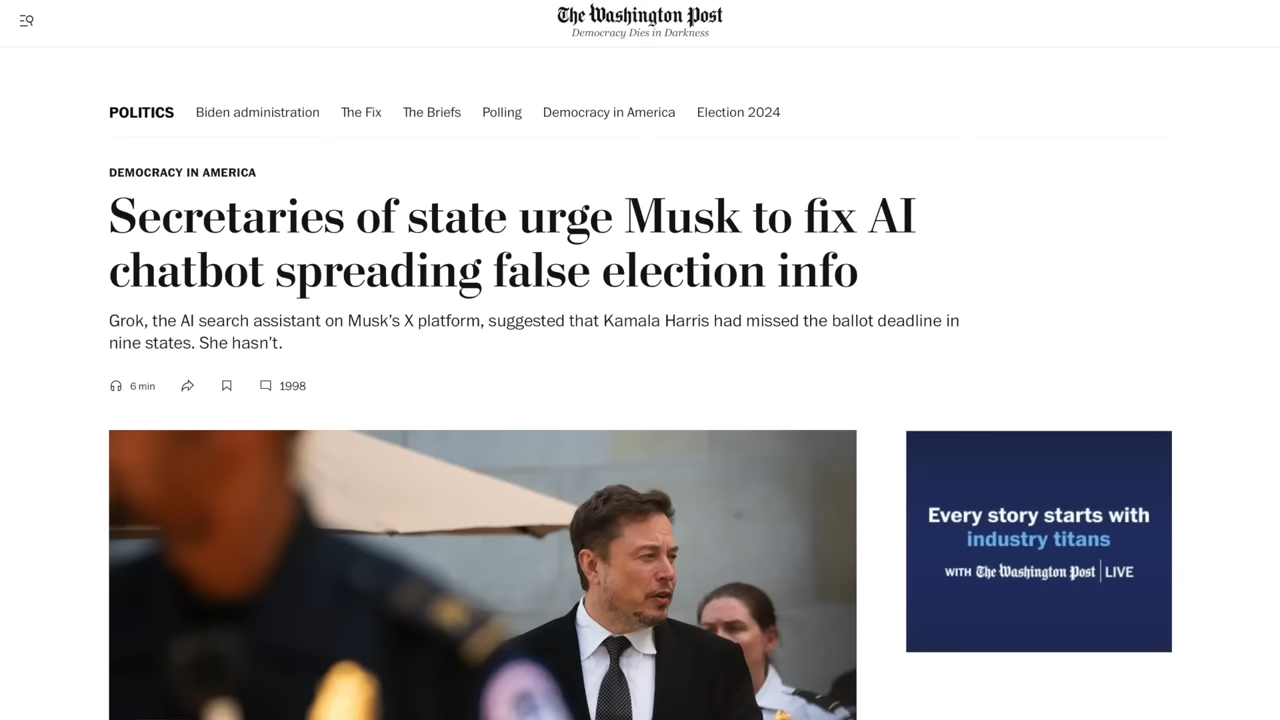 The Washington Post
Democracy Dies in Darkness
POLITICS Biden administration The Fix The Briefs Polling Democracy in America Election 2024
DEMOCRACY IN AMERICA
Secretaries of state urge Musk to fix AI
chatbot spreading false election info
Grok, the AI search assistant on Musk's X platform, suggested that Kamala Harris had missed the ballot deadline in
nine states. She hasn't.
6 min 1998
Every story starts with
industry titans
WITH The Washington Post LIVE